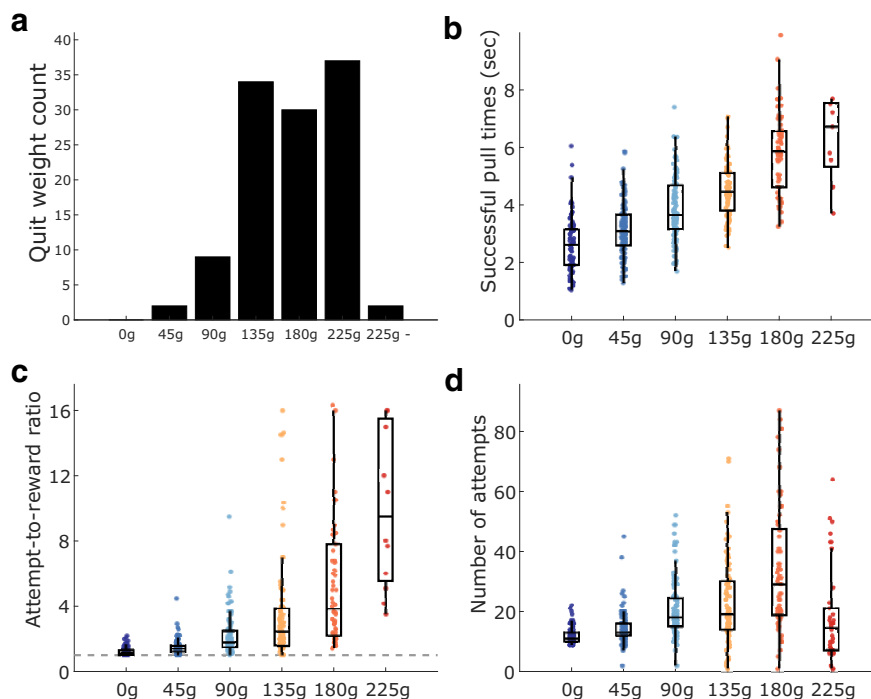 a
Quit weight count
40
35
30
25
20
15
10
5
0
0g 45g 90g 135g 180g 225g 225g -
b
Successful pull times (sec)
8
6
4
2
0
0g 45g 90g 135g 180g 225g
c
Attempt-to-reward ratio
16
12
8
4
0
0g 45g 90g 135g 180g 225g
d
Number of attempts
80
60
40
20
0
0g 45g 90g 135g 180g 225g